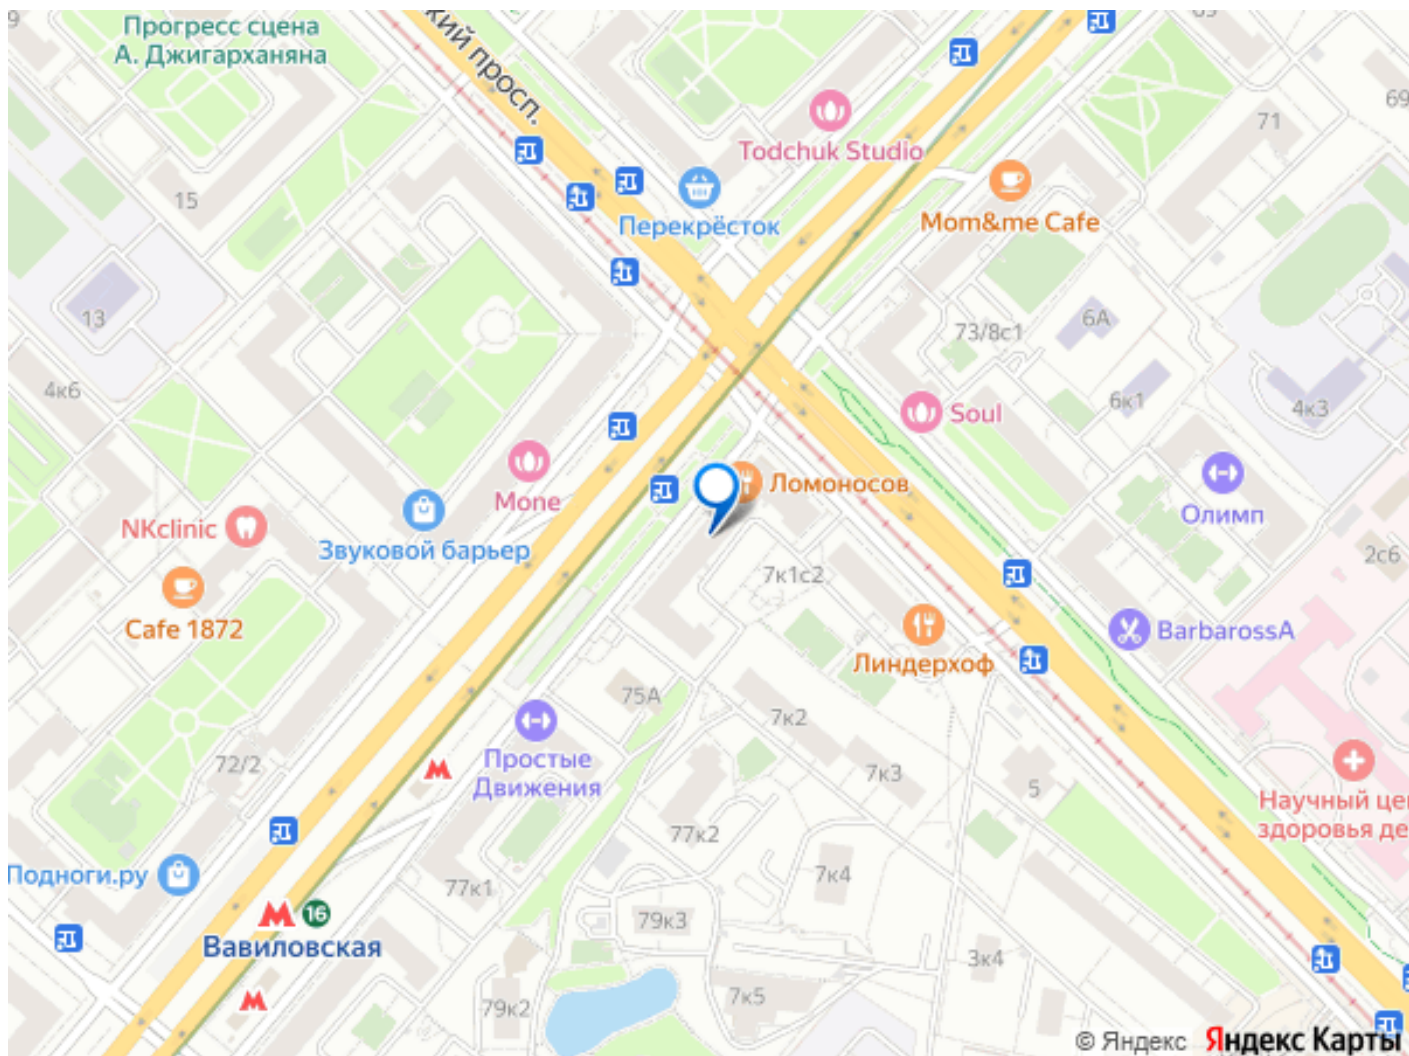 Прогресс сцена
А. Джигарханяна
кий просп.
Todchuk Studio
71
69
15
Перекрёсток
Mom&me Cafe
13
73/8с1
6А
4к6
6к1
4к3
Soul
Mone
Ломоносов
Олимп
NKclinic
Звуковой барьер
2с6
7к1с2
Cafe 1872
Линдерхоф
BarbarossA
75А
7к2
72/2
Простые
Движения
7к3
5
Научный це
здоровья де
77к2
Подноги.ру
77к1
7к4
16
Вавиловская
79к3
3к4
79к2
7к5
© Яндекс Яндекс Карты